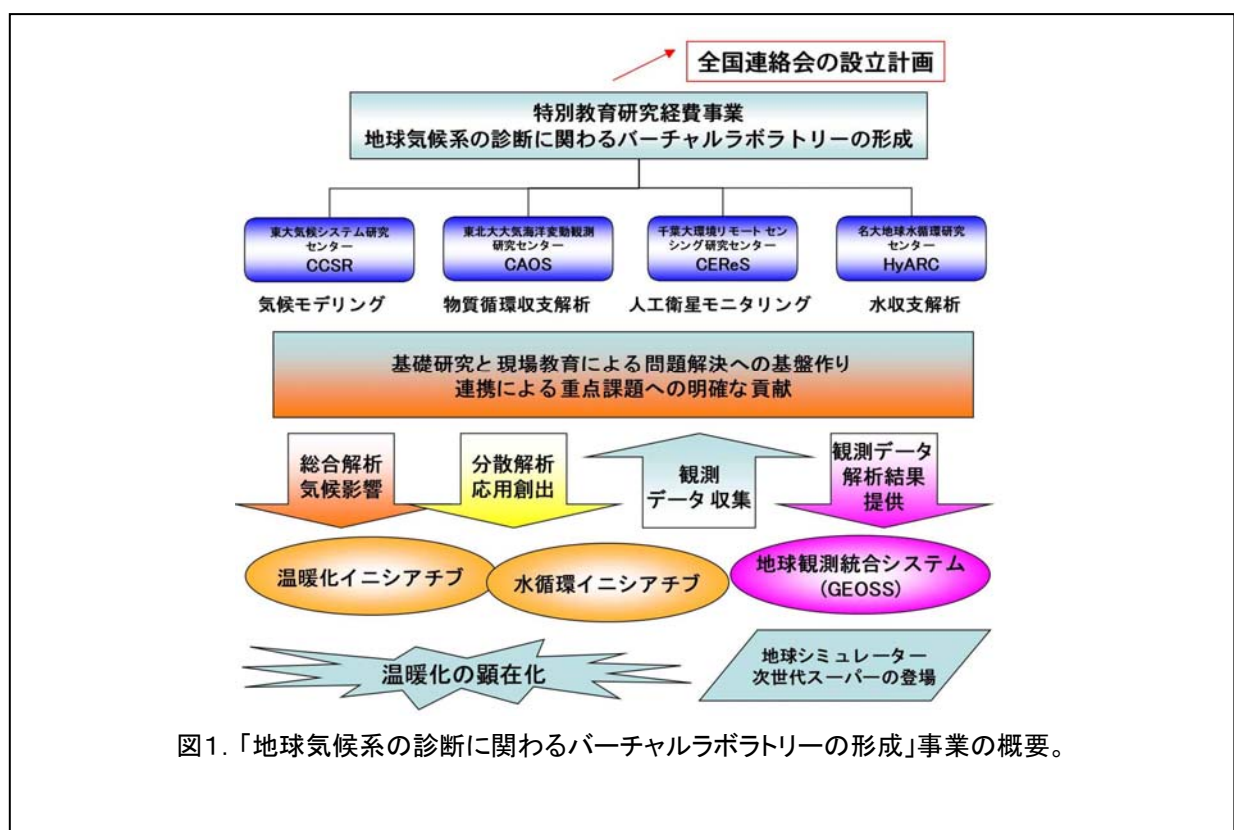 全国連絡会の設立計画
特別教育研究経費事業
地球気候系の診断に関わるバーチャルラボラトリーの形成
東大気候システム研究
センター
CCSR
東北大大気海洋変動観測
研究センター
CAOS
千葉大環境リモートセン
シング研究センター
CEReS
名大地球水循環研究
センター
HyARC
気候モデリング
物質循環収支解析
人工衛星モニタリング
水収支解析
基礎研究と現場教育による問題解決への基盤作り
連携による重点課題への明確な貢献
総合解析
気候影響
分散解析
応用創出
観測
データ収集
観測データ
解析結果
提供
温暖化イニシアチブ
水循環イニシアチブ
地球観測統合システム
(GEOSS)
温暖化の顕在化
地球シミュレーター
次世代スーパーの登場
図1.「地球気候系の診断に関わるバーチャルラボラトリーの形成」事業の概要。